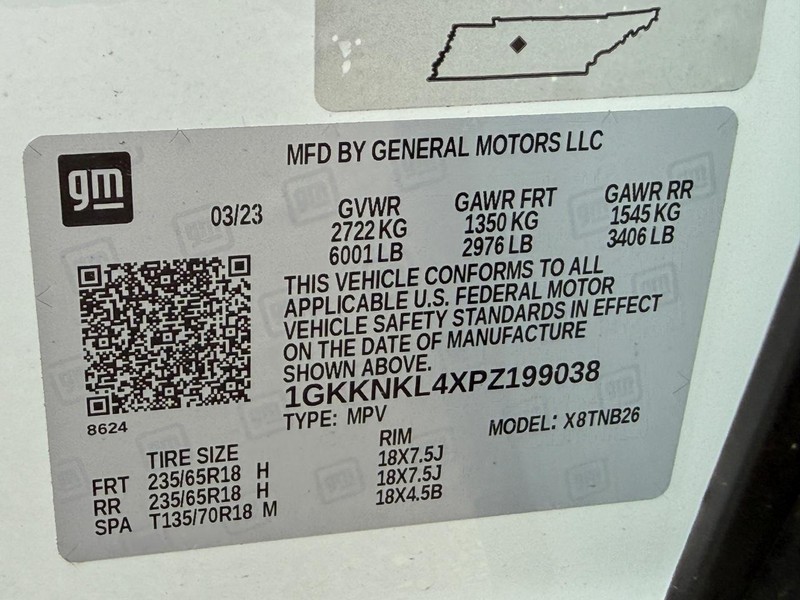 gm
MFD BY GENERAL MOTORS LLC
03/23
GVWR GAWR FRT GAWR RR
2722 KG 1350 KG 1545 KG
6001 LB 2976 LB 3406 LB
THIS VEHICLE CONFORMS TO ALL
APPLICABLE U.S. FEDERAL MOTOR
VEHICLE SAFETY STANDARDS IN EFFECT
ON THE DATE OF MANUFACTURE
SHOWN ABOVE.
1GKKNKL4XPZ199038
8624
TYPE: MPV MODEL: X8TNB26
TIRE SIZE RIM
FRT 235/65R18 H 18X7.5J
RR 235/65R18 H 18X7.5J
SPA T135/70R18 M 18X4.5B